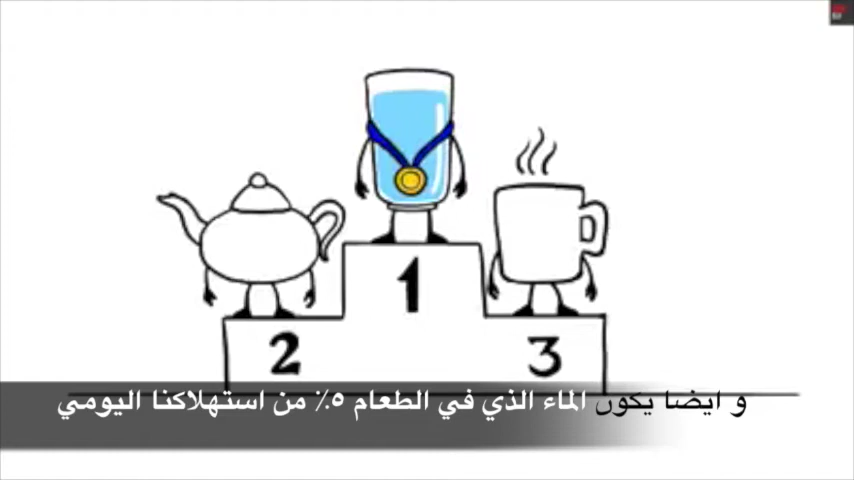 1
2
3
و ايضا يكون الماء الذي في الطعام ٥٪ من استهلاكنا اليومي